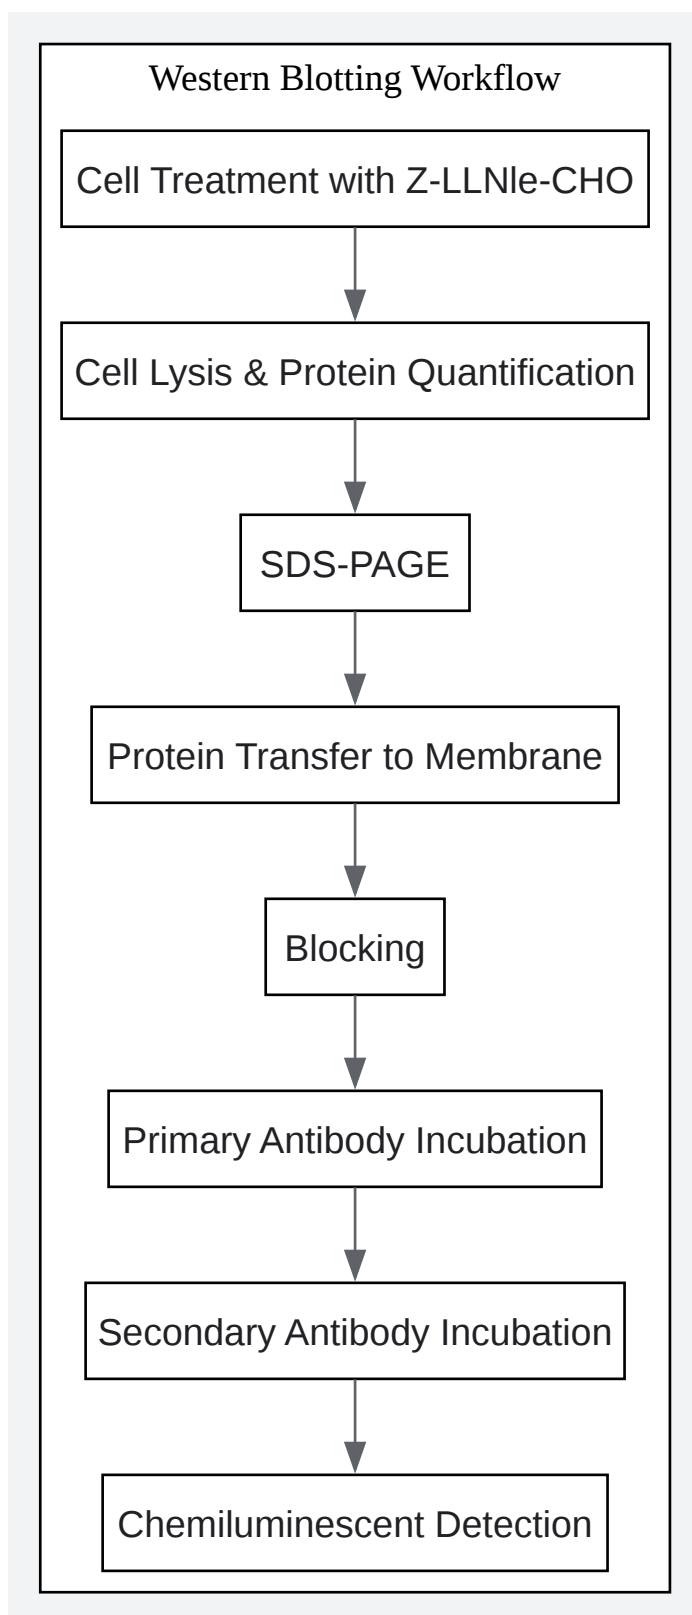 Western Blotting Workflow
Cell Treatment with Z-LLNle-CHO
Cell Lysis & Protein Quantification
SDS-PAGE
Protein Transfer to Membrane
Blocking
Primary Antibody Incubation
Secondary Antibody Incubation
Chemiluminescent Detection